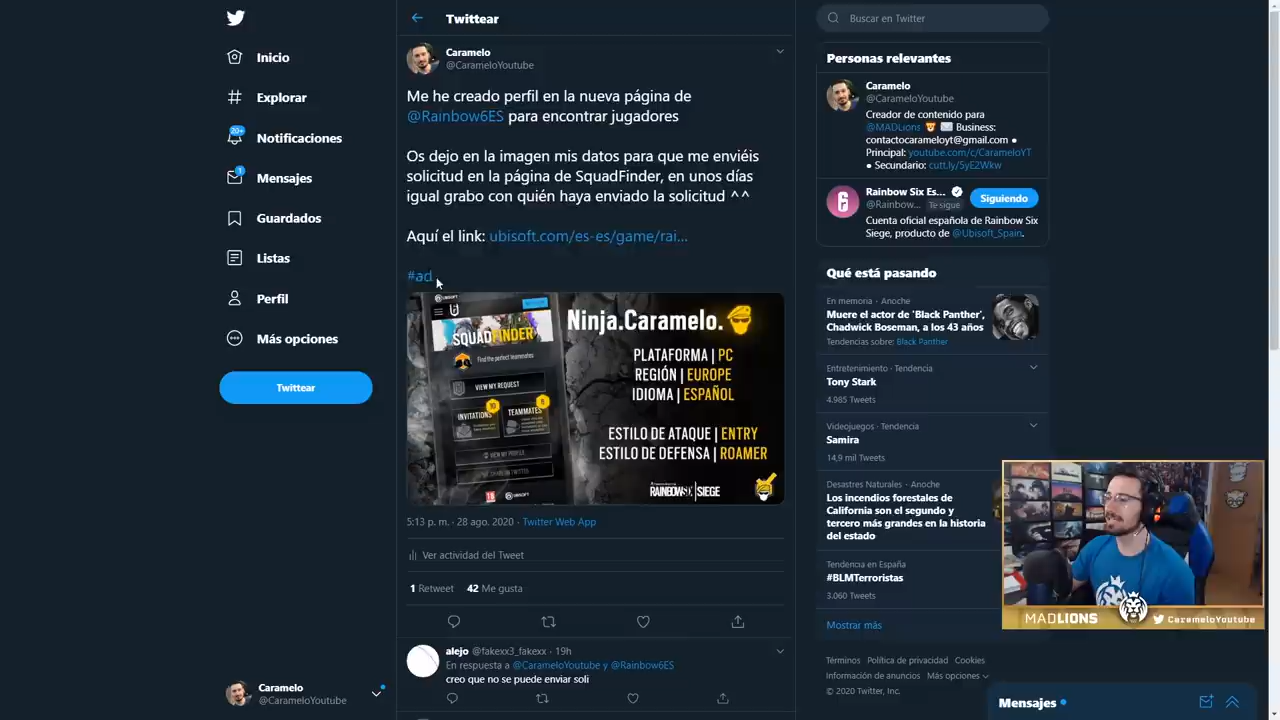 Inicio
Explorar
20+
Notificaciones
1
Mensajes
Guardados
Listas
Perfil
Más opciones
Twittear
Caramelo
@CarameloYoutube
Twittear
Caramelo
@CarameloYoutube
Me he creado perfil en la nueva página de
@Rainbow6ES para encontrar jugadores
Os dejo en la imagen mis datos para que me enviéis
solicitud en la página de SquadFinder, en unos días
igual grabo con quién haya enviado la solicitud ^^
Aquí el link: ubisoft.com/es-es/game/rai...
#ad
SQUADFINDER
Find the perfect teammates
VIEW MY REQUEST
INVITATIONS 10
TEAMMATES 6
VIEW MY PROFILE
UBISOFT
Ninja.Caramelo.
PLATAFORMA | PC
REGIÓN | EUROPE
IDIOMA | ESPAÑOL
ESTILO DE ATAQUE | ENTRY
ESTILO DE DEFENSA | ROAMER
RAINBOWSIX | SIEGE
5:13 p. m. · 28 ago. 2020 · Twitter Web App
Ver actividad del Tweet
1 Retweet 42 Me gusta
alejo @fakexx3_fakexx · 19h
En respuesta a @CarameloYoutube y @Rainbow6ES
creo que no se puede enviar soli
Buscar en Twitter
Personas relevantes
Caramelo
@CarameloYoutube
Creador de contenido para
@MADLions Business:
contactocarameloyt@gmail.com ●
Principal: youtube.com/c/CarameloYT
● Secundario: cutt.ly/5yE2Wkw
Rainbow Six Es...
@Rainbow... Te sigue
Siguiendo
Cuenta oficial española de Rainbow Six
Siege, producto de @Ubisoft_Spain.
Qué está pasando
En memoria · Anoche
Muere el actor de 'Black Panther',
Chadwick Boseman, a los 43 años
Tendencias sobre: Black Panther
Entretenimiento · Tendencia
Tony Stark
4.985 Tweets
Videojuegos · Tendencia
Samira
14,9 mil Tweets
Desastres Naturales · Anoche
Los incendios forestales de
California son el segundo y
tercero más grandes en la historia
del estado
Tendencia en España
#BLMTerroristas
3.060 Tweets
Mostrar más
MADLIONS
CarameloYoutube
Términos Política de privacidad Cookies
Información de anuncios Más opciones
© 2020 Twitter, Inc.
Mensajes